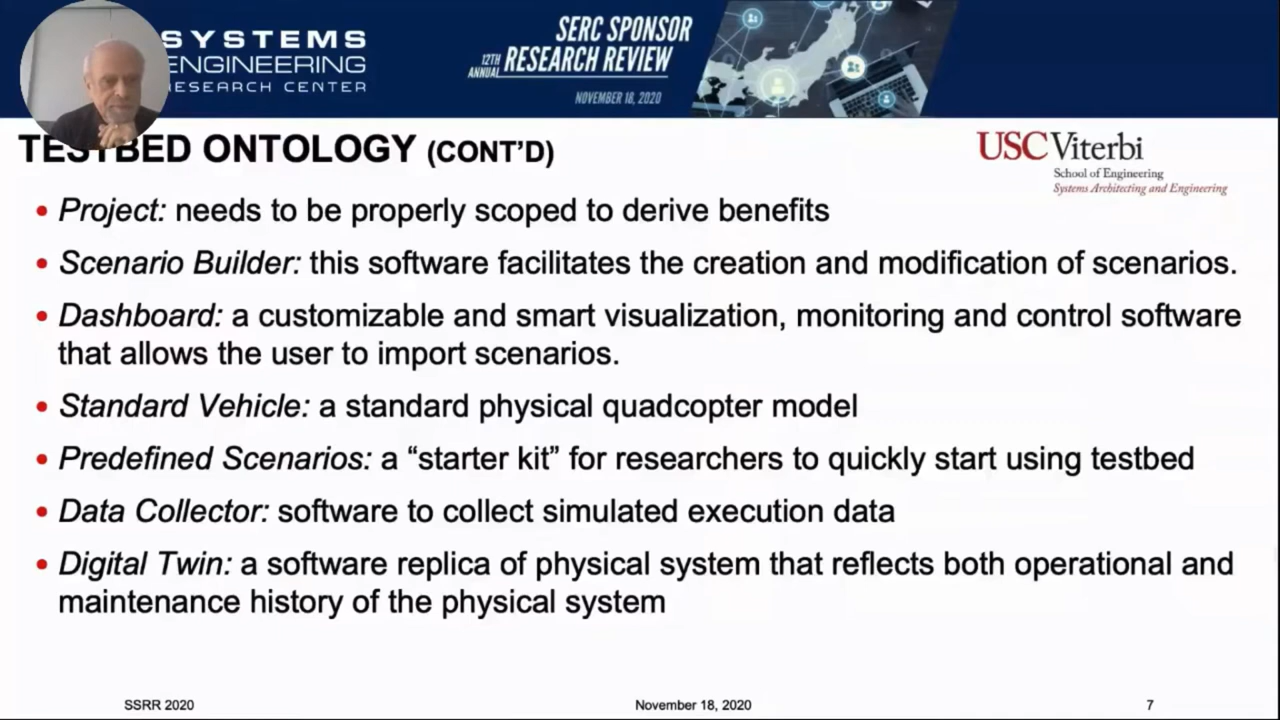 SYSTEMS
ENGINEERING
RESEARCH CENTER
SERC SPONSOR
12TH ANNUAL RESEARCH REVIEW
NOVEMBER 18, 2020
TESTBED ONTOLOGY (CONT’D)
USC Viterbi
School of Engineering
Systems Architecting and Engineering
• Project: needs to be properly scoped to derive benefits
• Scenario Builder: this software facilitates the creation and modification of scenarios.
• Dashboard: a customizable and smart visualization, monitoring and control software
that allows the user to import scenarios.
• Standard Vehicle: a standard physical quadcopter model
• Predefined Scenarios: a “starter kit” for researchers to quickly start using testbed
• Data Collector: software to collect simulated execution data
• Digital Twin: a software replica of physical system that reflects both operational and
maintenance history of the physical system
SSRR 2020
November 18, 2020
7